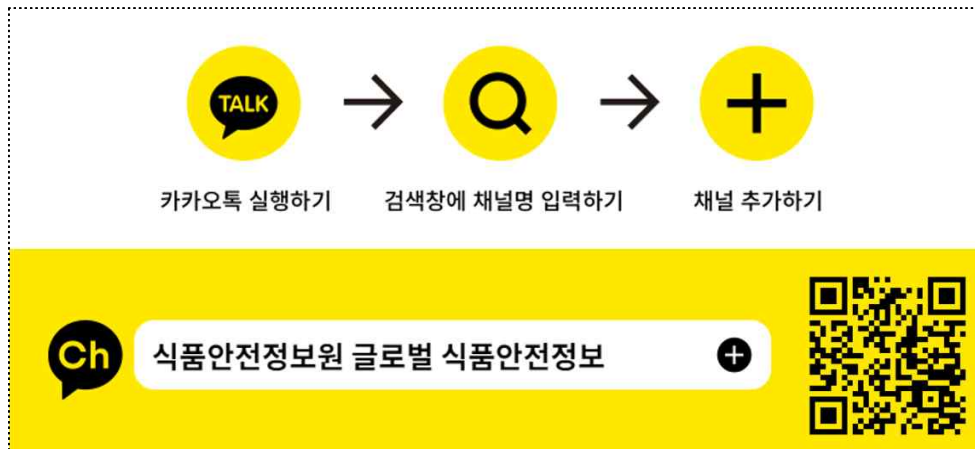 TALK
카카오톡 실행하기
검색창에 채널명 입력하기
채널 추가하기
Ch
식품안전정보원 글로벌 식품안전정보